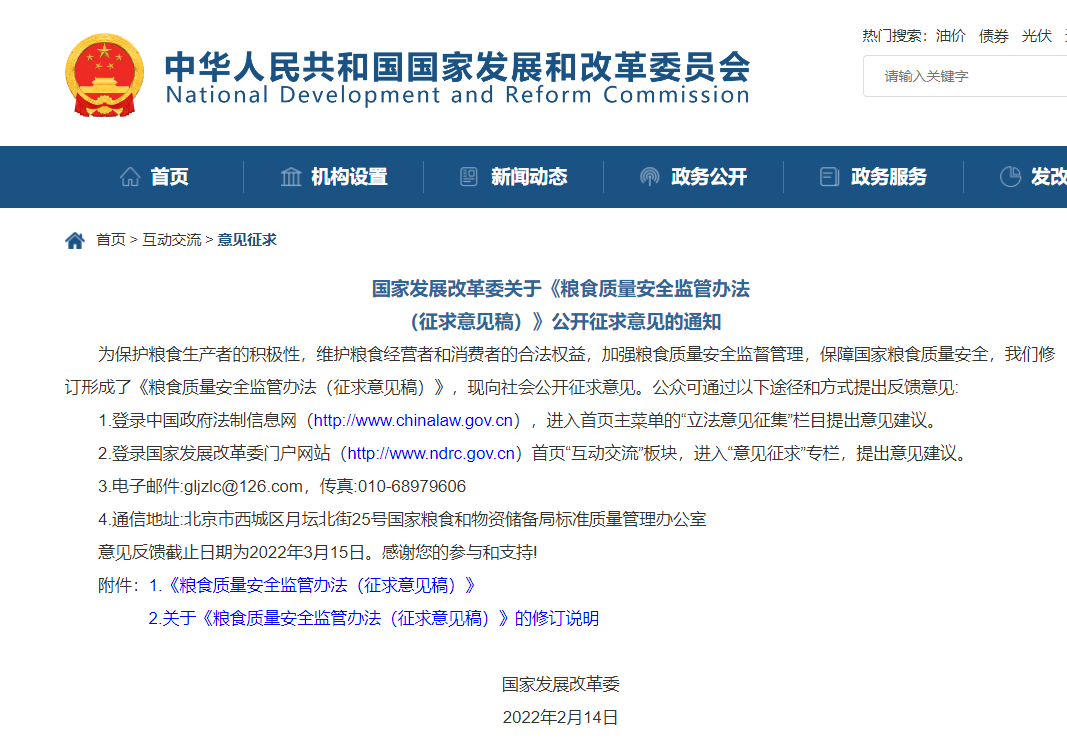 热门搜索：油价 债券 光伏
中华人民共和国国家发展和改革委员会
National Development and Reform Commission
请输入关键字
首页 机构设置 新闻动态 政务公开 政务服务 发改
首页 > 互动交流 > 意见征求
国家发展改革委关于《粮食质量安全监管办法
（征求意见稿）》公开征求意见的通知
为保护粮食生产者的积极性，维护粮食经营者和消费者的合法权益，加强粮食质量安全监督管理，保障国家粮食质量安全，我们修
订形成了《粮食质量安全监管办法（征求意见稿）》，现向社会公开征求意见。公众可通过以下途径和方式提出反馈意见:
1.登录中国政府法制信息网（http://www.chinalaw.gov.cn），进入首页主菜单的“立法意见征集”栏目提出意见建议。
2.登录国家发展改革委门户网站（http://www.ndrc.gov.cn）首页“互动交流”板块，进入“意见征求”专栏，提出意见建议。
3.电子邮件:gljzlc@126.com，传真:010-68979606
4.通信地址:北京市西城区月坛北街25号国家粮食和物资储备局标准质量管理办公室
意见反馈截止日期为2022年3月15日。感谢您的参与和支持!
附件：1.《粮食质量安全监管办法（征求意见稿）》
2.关于《粮食质量安全监管办法（征求意见稿）》的修订说明
国家发展改革委
2022年2月14日